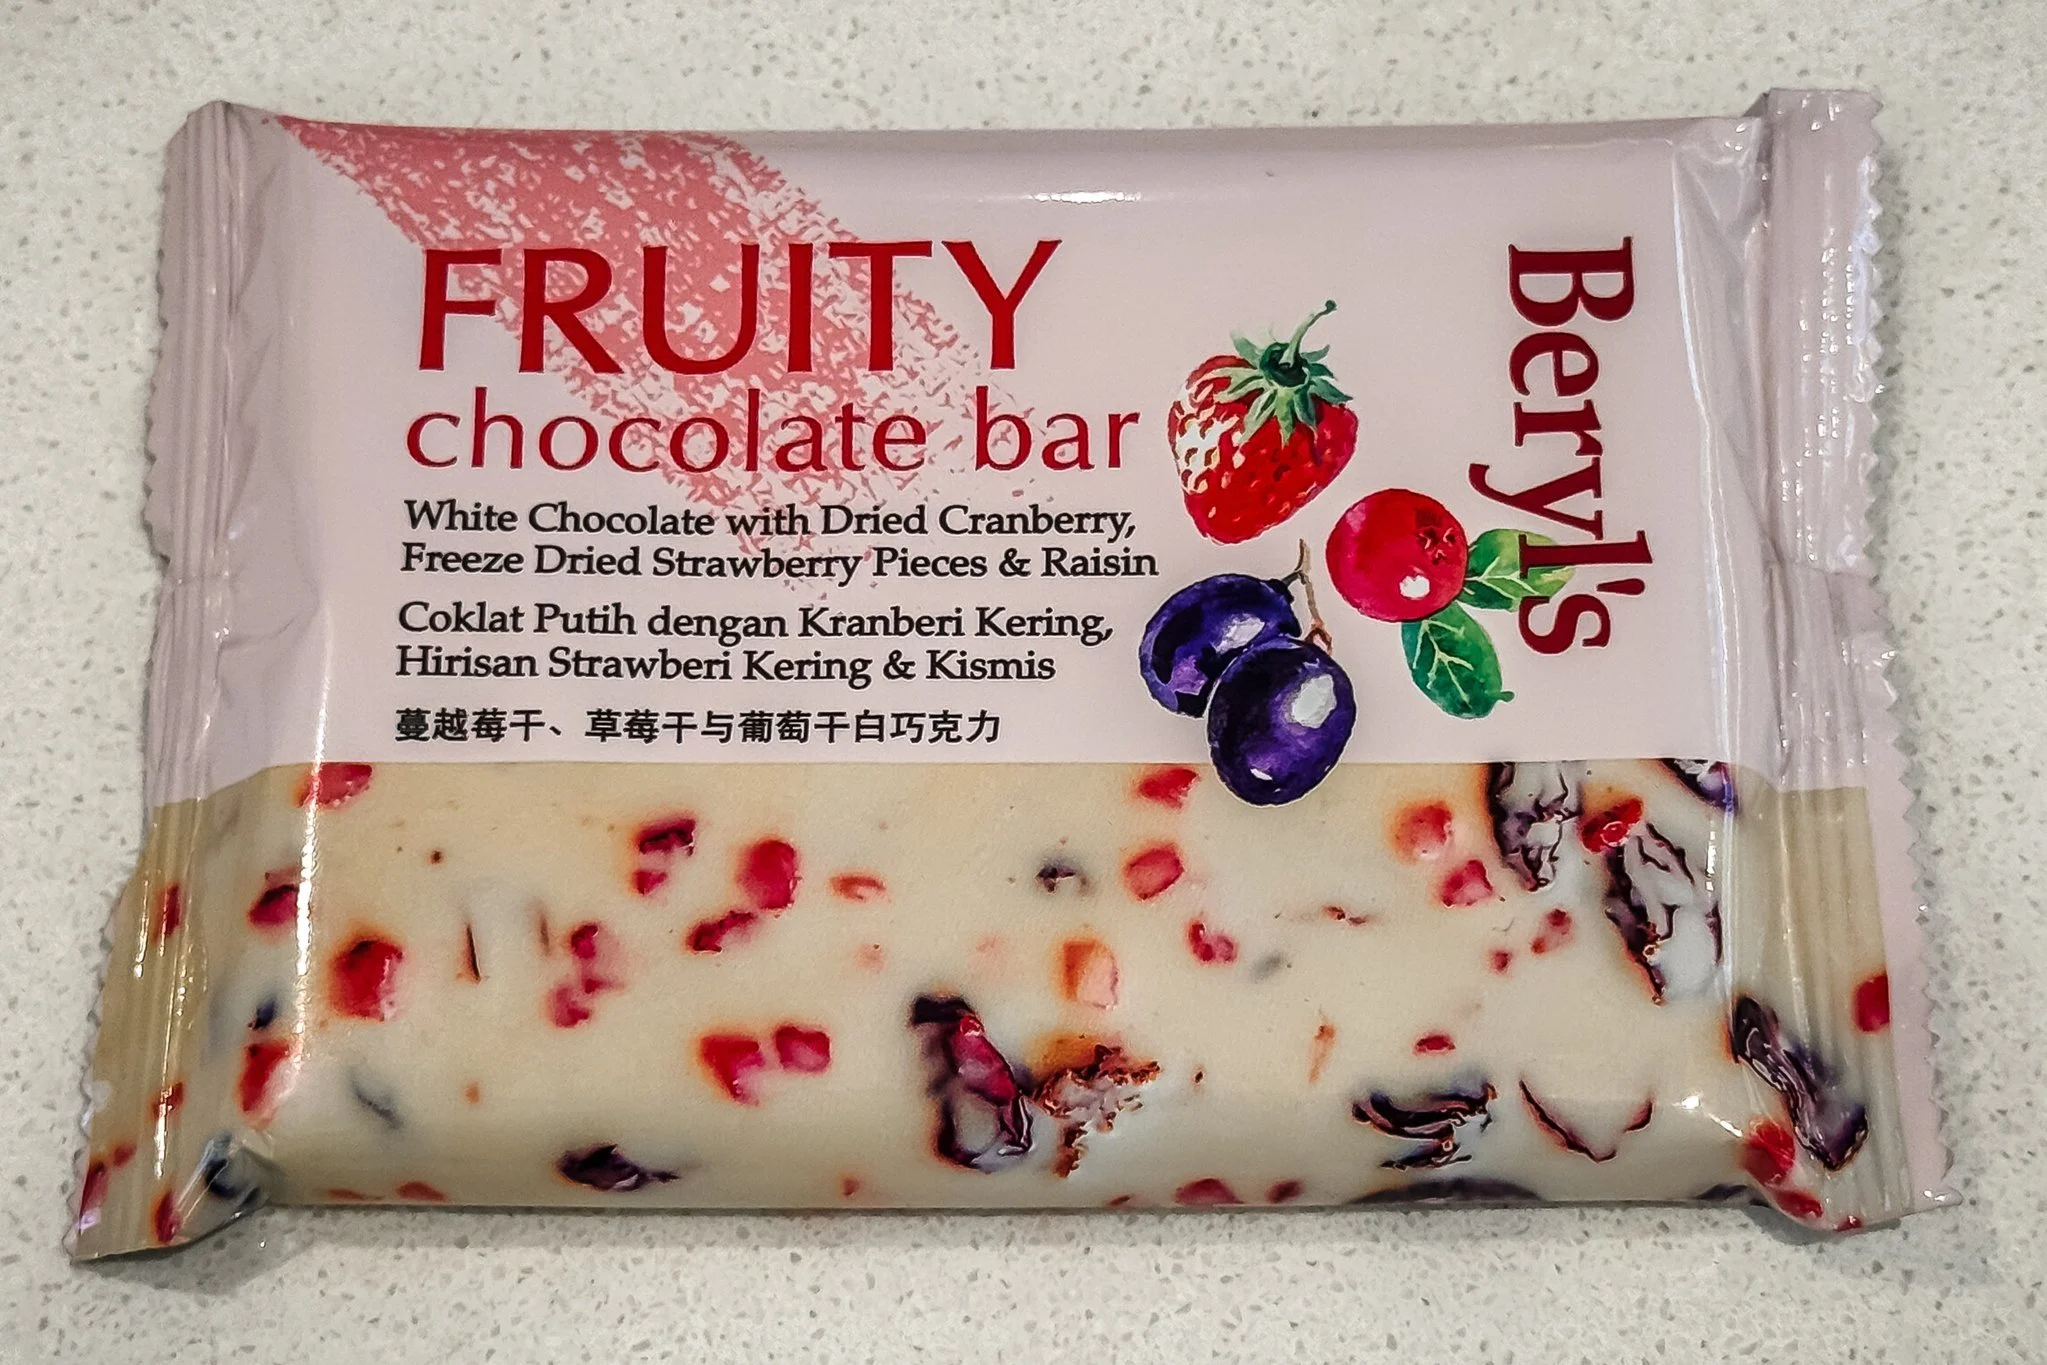 FRUITY
chocolate bar
White Chocolate with Dried Cranberry,
Freeze Dried Strawberry Pieces & Raisin
Coklat Putih dengan Kranberi Kering,
Hirisan Strawberi Kering & Kismis
蔓越莓干、草莓干与葡萄干白巧克力
Beryl's